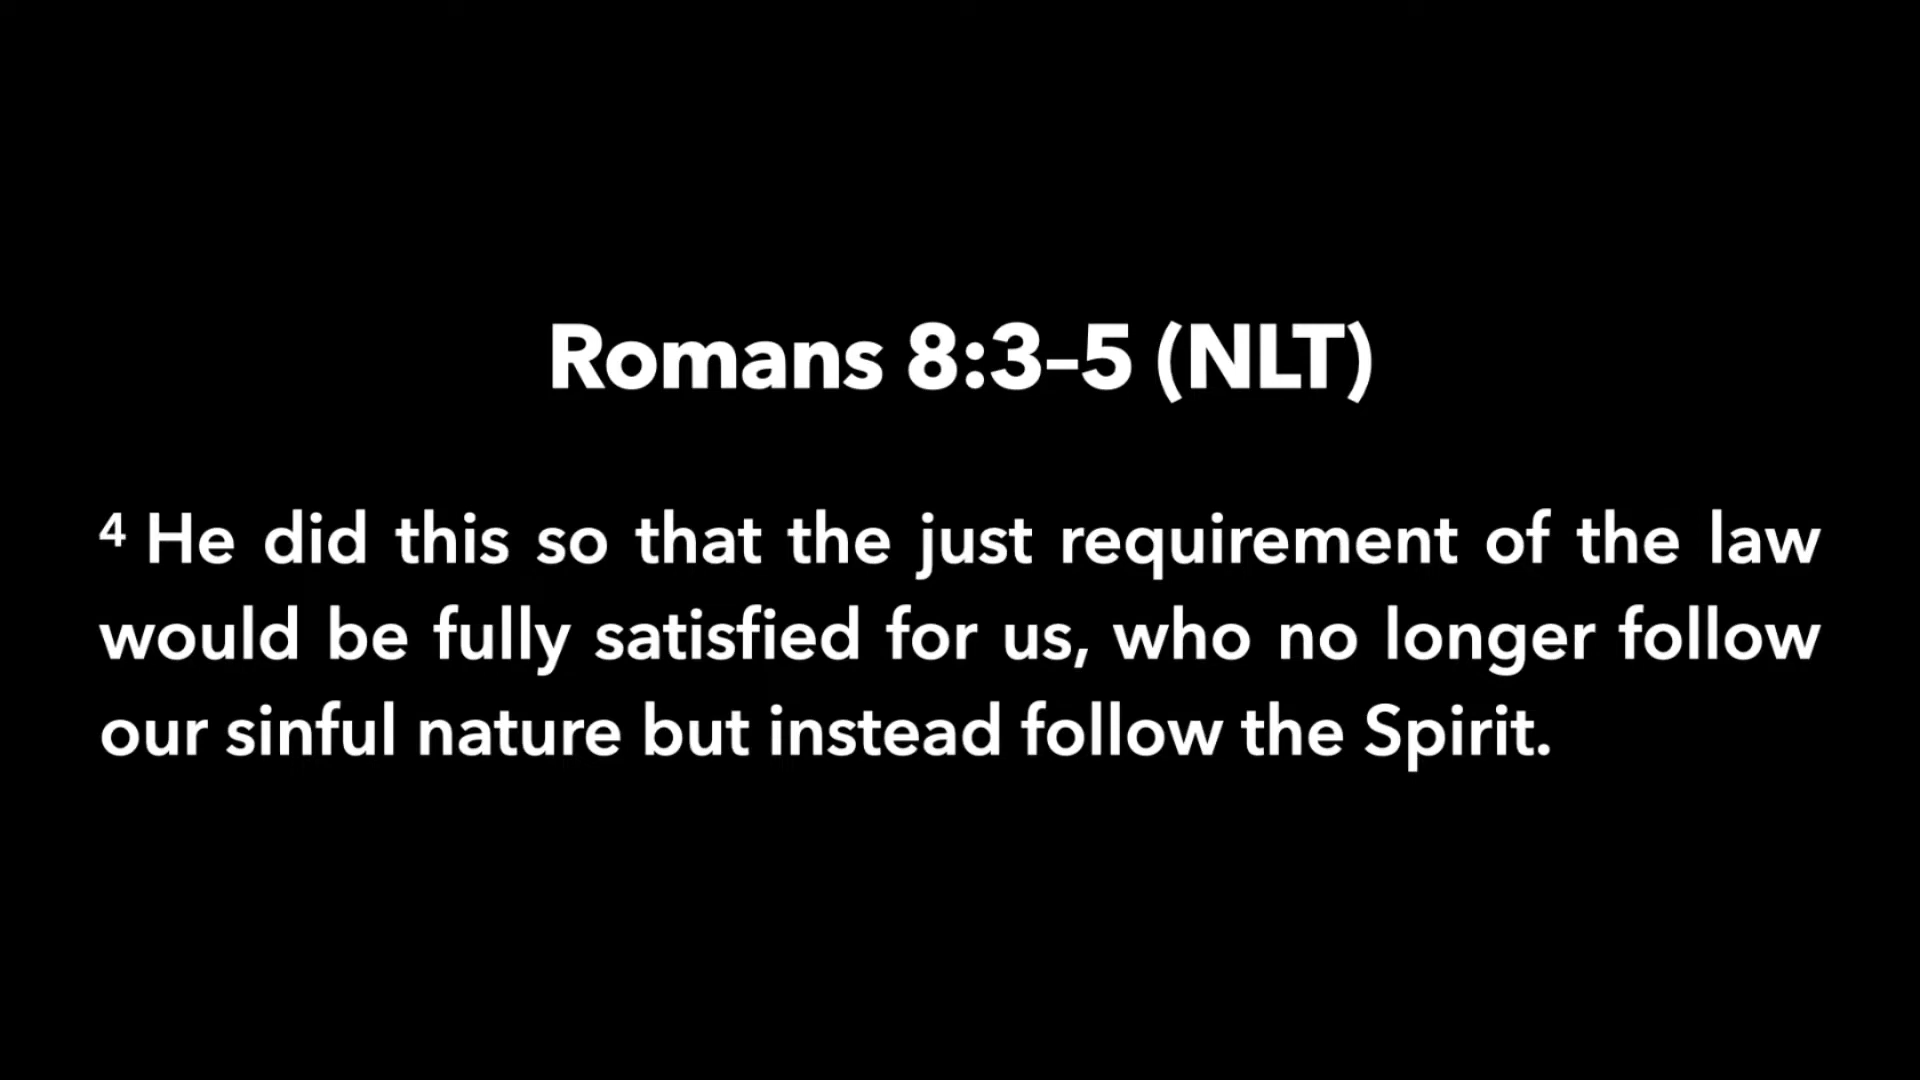 Romans 8:3–5 (NLT)
⁴ He did this so that the just requirement of the law
would be fully satisfied for us, who no longer follow
our sinful nature but instead follow the Spirit.